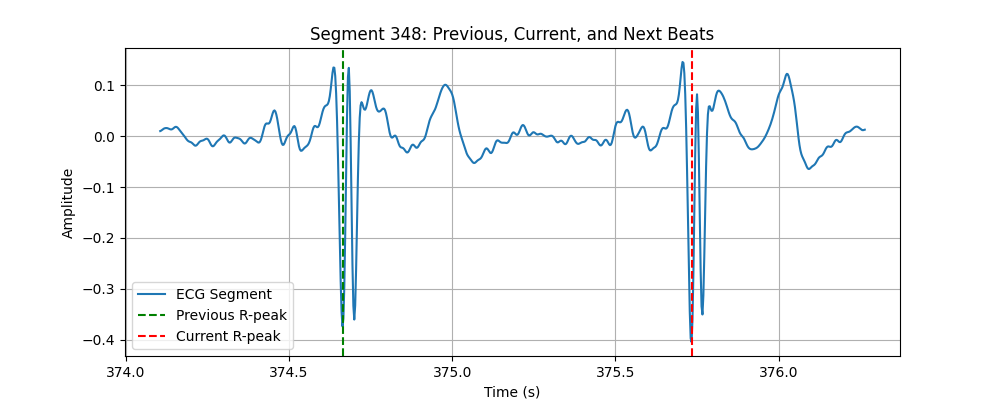 Segment 348: Previous, Current, and Next Beats
0.1
0.0
−0.1
−0.2
−0.3
−0.4
Amplitude
ECG Segment
Previous R-peak
Current R-peak
374.0 374.5 375.0 375.5 376.0
Time (s)